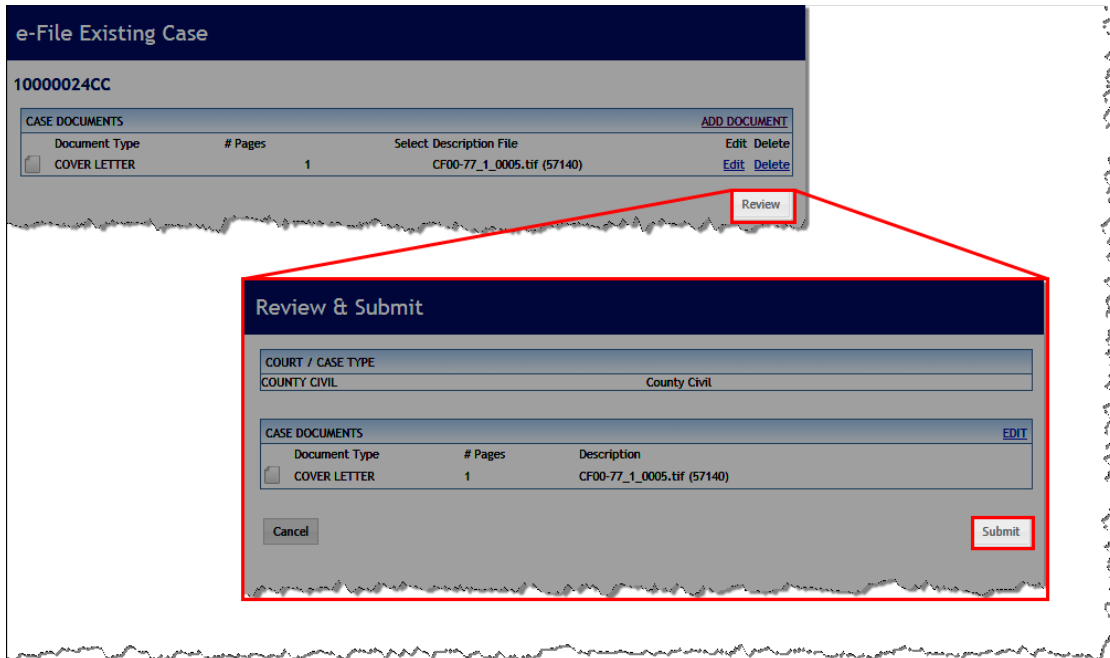 e-File Existing Case
10000024CC
CASE DOCUMENTS ADD DOCUMENT
Document Type # Pages Select Description File Edit Delete
COVER LETTER 1 CF00-77_1_0005.tif (57140) Edit Delete
Review
Review & Submit
COURT / CASE TYPE
COUNTY CIVIL County Civil
CASE DOCUMENTS EDIT
Document Type # Pages Description
COVER LETTER 1 CF00-77_1_0005.tif (57140)
Cancel Submit